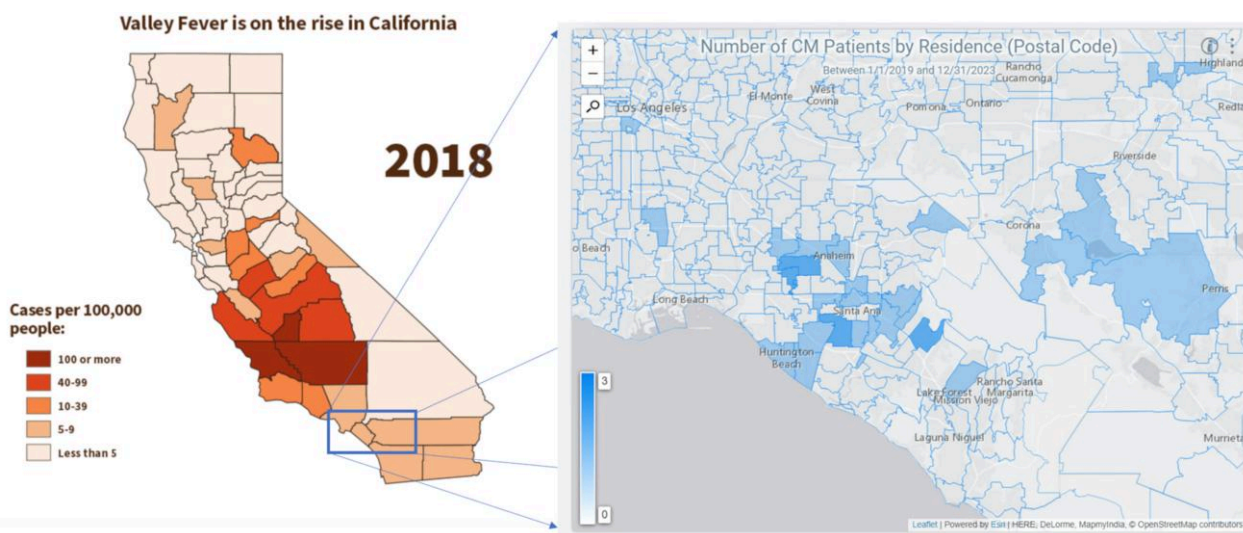 Valley Fever is on the rise in California
2018
Cases per 100,000
people:
100 or more
40-99
10-39
5-9
Less than 5
+
−
Number of CM Patients by Residence (Postal Code)
Between 1/1/2019 and 12/31/2023
Rancho
Cucamonga
Highland
Los Angeles
El Monte
West
Covina
Pomona
Ontario
Riverside
Corona
Anaheim
Long Beach
Santa Ana
Huntington
Beach
Perris
Lake Forest
Rancho Santa
Margarita
Mission Viejo
Laguna Niguel
3
0
Leaflet | Powered by Esri | HERE, DeLorme, MapmyIndia, © OpenStreetMap contributors